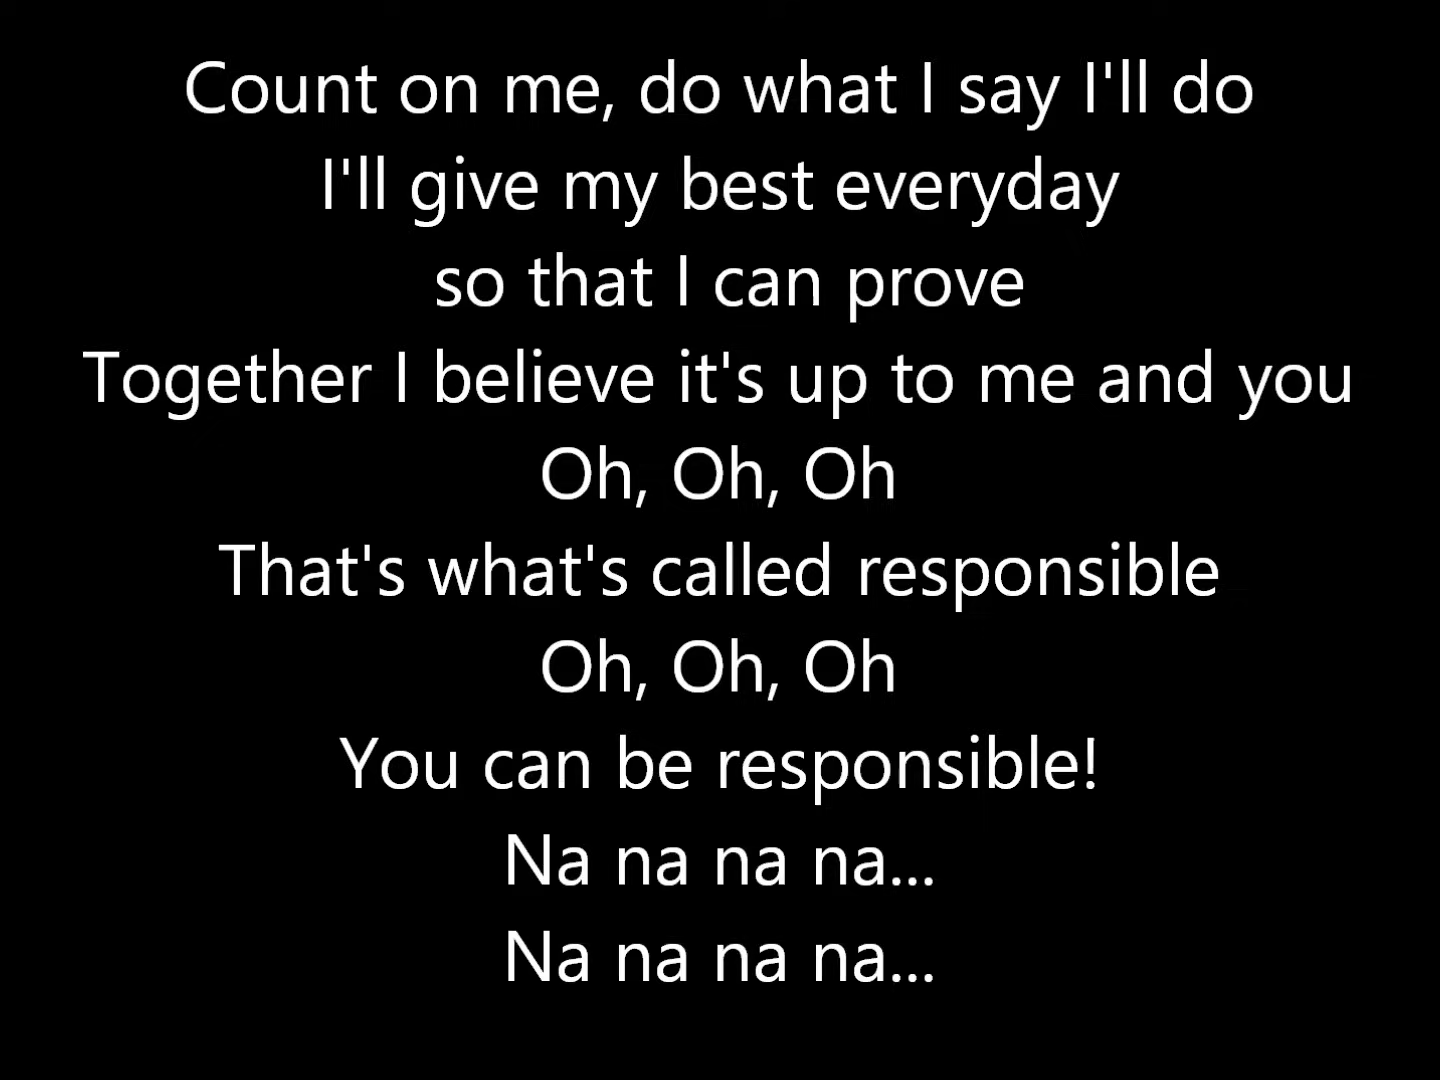 Count on me, do what I say I'll do
I'll give my best everyday
so that I can prove
Together I believe it's up to me and you
Oh, Oh, Oh
That's what's called responsible
Oh, Oh, Oh
You can be responsible!
Na na na na...
Na na na na...